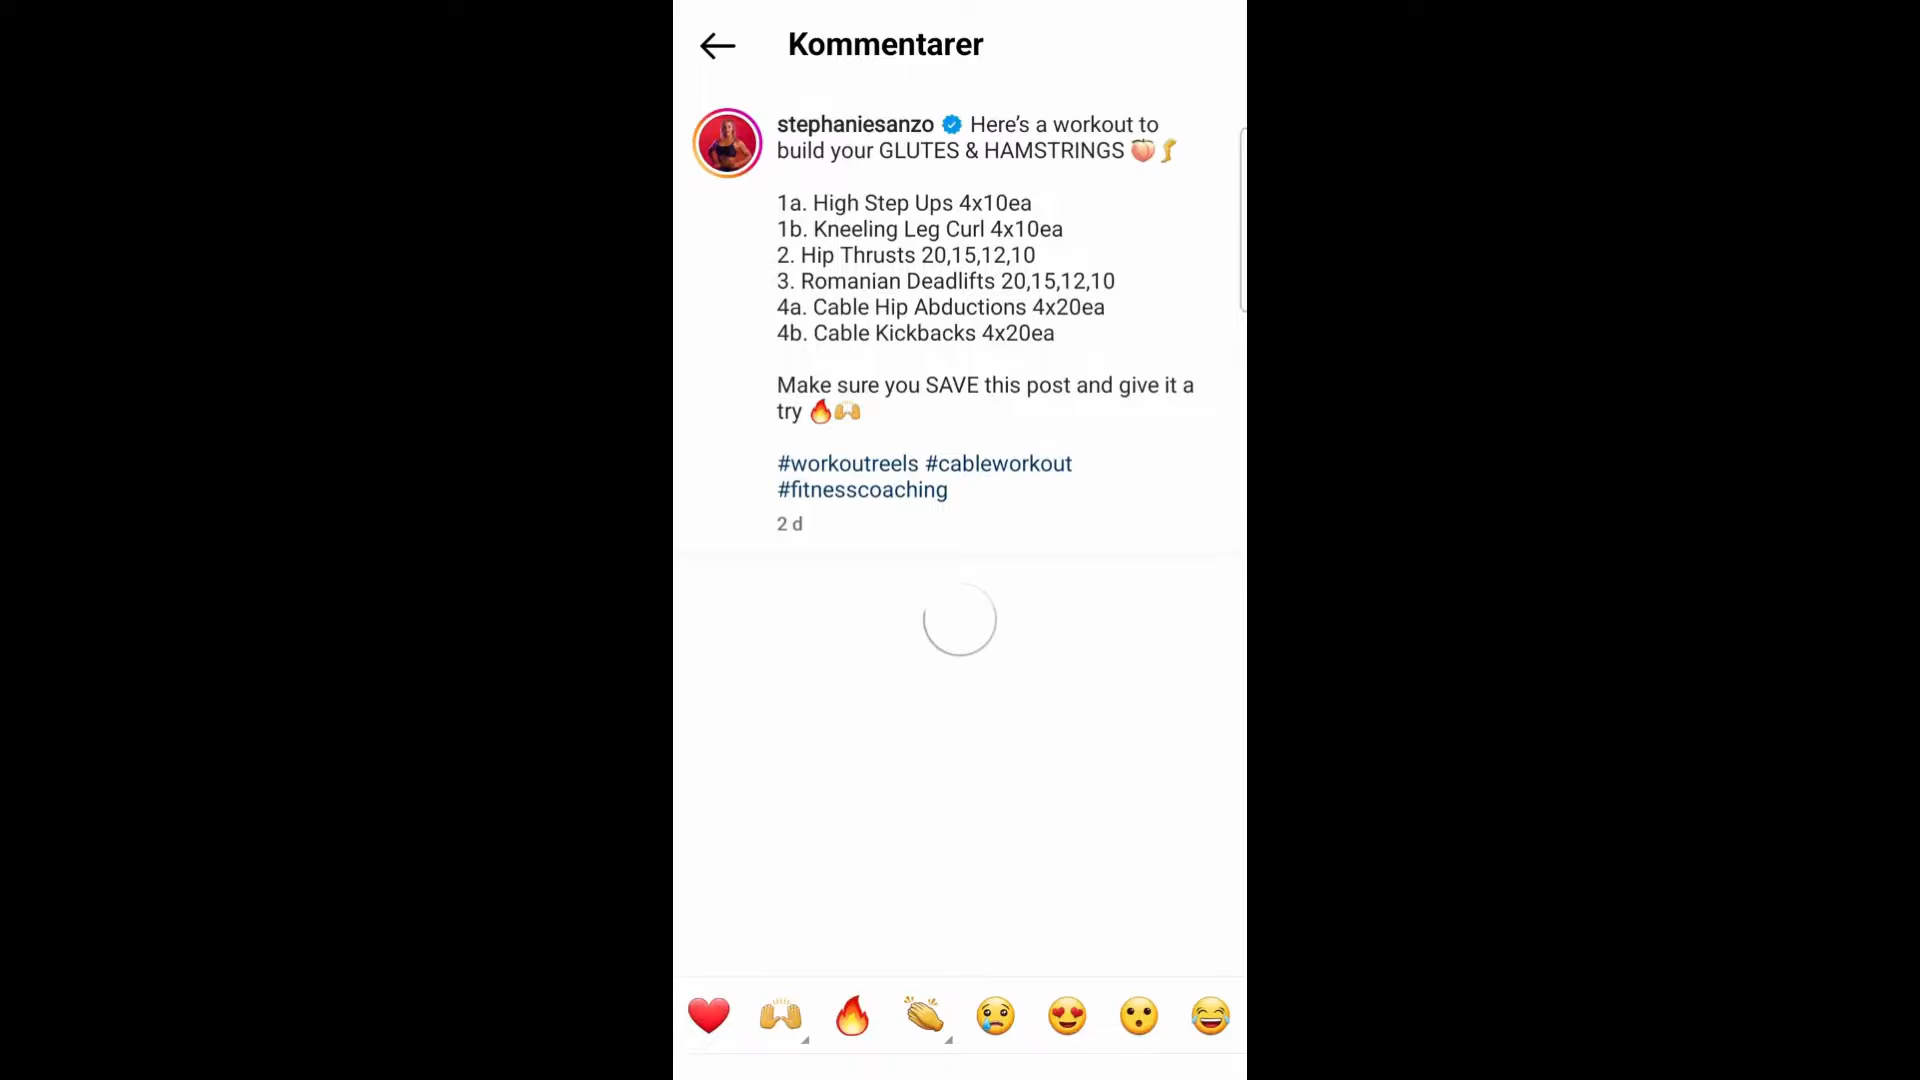 Kommentarer
stephaniesanzo Here’s a workout to
build your GLUTES & HAMSTRINGS 🍑🦵
1a. High Step Ups 4x10ea
1b. Kneeling Leg Curl 4x10ea
2. Hip Thrusts 20,15,12,10
3. Romanian Deadlifts 20,15,12,10
4a. Cable Hip Abductions 4x20ea
4b. Cable Kickbacks 4x20ea
Make sure you SAVE this post and give it a
try 🔥🙌
#workoutreels #cableworkout
#fitnesscoaching
2 d